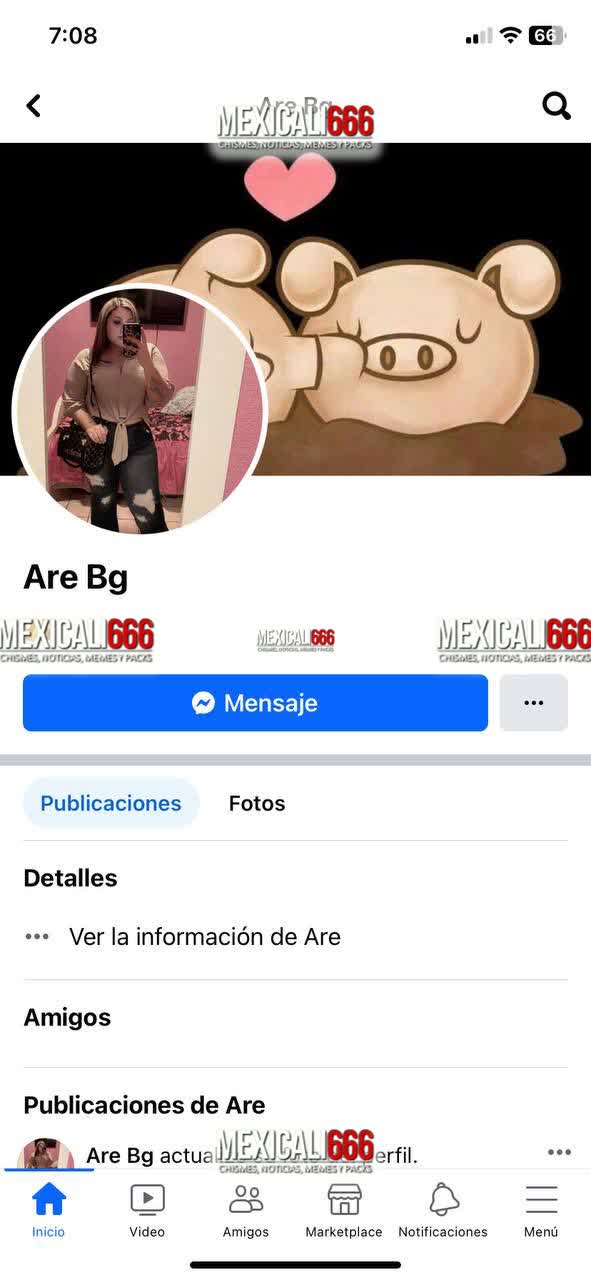 7:08
66
Are Bg
MEXICALI666
CHISMES, NOTICIAS, MEMES Y PACKS
Are Bg
MEXICALI666 MEXICALI666 MEXICALI666
CHISMES, NOTICIAS, MEMES Y PACKS CHISMES, NOTICIAS, MEMES Y PACKS CHISMES, NOTICIAS, MEMES Y PACKS
Mensaje
Publicaciones Fotos
Detalles
Ver la información de Are
Amigos
Publicaciones de Are
Are Bg actua erfil.
MEXICALI666
CHISMES, NOTICIAS, MEMES Y PACKS
Inicio Video Amigos Marketplace Notificaciones Menú